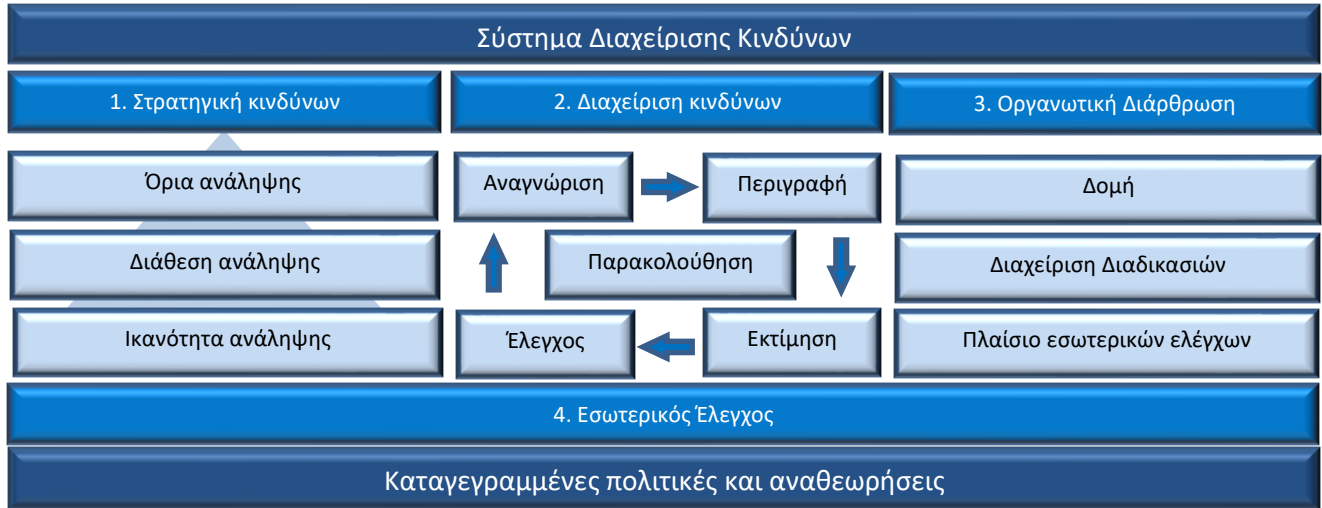 Σύστημα Διαχείρισης Κινδύνων
1. Στρατηγική κινδύνων
2. Διαχείριση κινδύνων
3. Οργανωτική Διάρθρωση
Όρια ανάληψης
Διάθεση ανάληψης
Ικανότητα ανάληψης
Αναγνώριση
Περιγραφή
Παρακολούθηση
Έλεγχος
Εκτίμηση
Δομή
Διαχείριση Διαδικασιών
Πλαίσιο εσωτερικών ελέγχων
4. Εσωτερικός Έλεγχος
Καταγεγραμμένες πολιτικές και αναθεωρήσεις